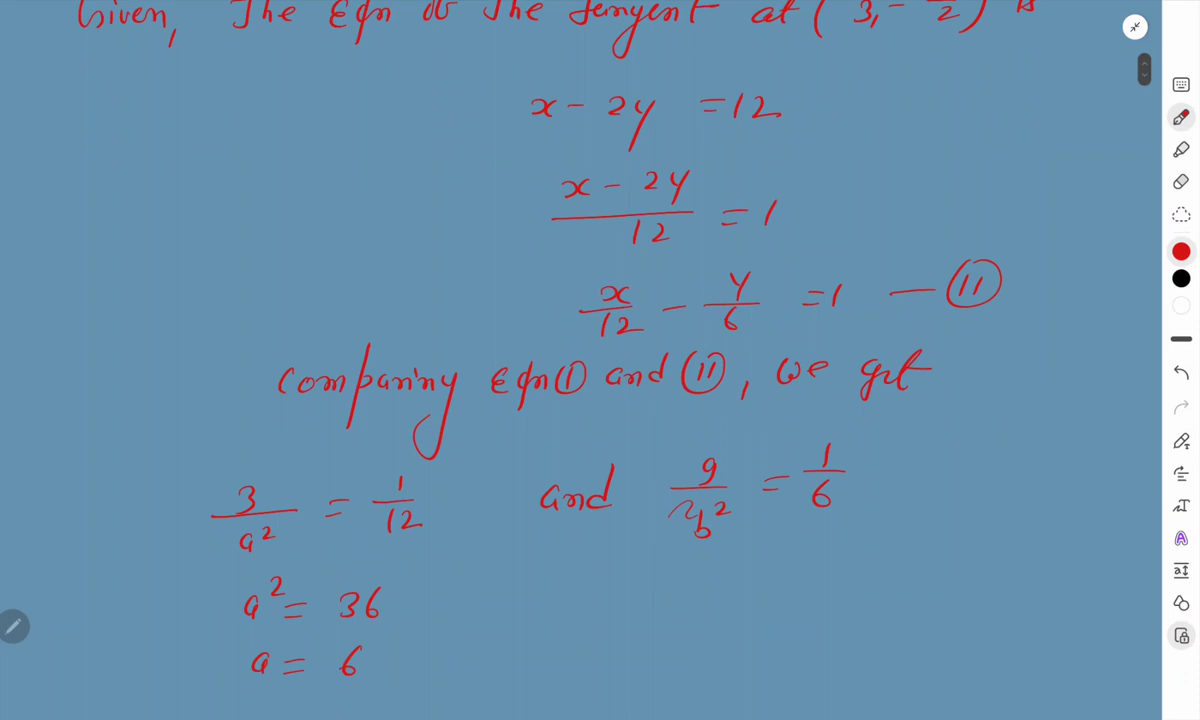 Given, The Eqn of The tangent at ( 3, - /2 ) is
x - 2y = 12
(x - 2y)/12 = 1
x/12 - y/6 = 1 — (II)
Comparing Eqn (I) and (II), we get
3/a² = 1/12 and 9/2b² = 1/6
a² = 36
a = 6